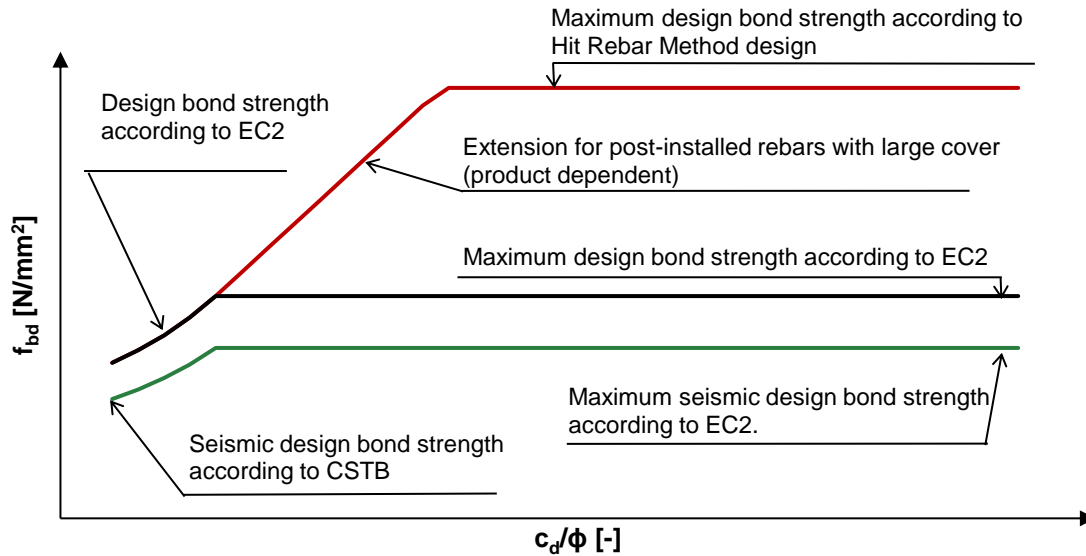 Maximum design bond strength according to
Hit Rebar Method design
Design bond strength
according to EC2
Extension for post-installed rebars with large cover
(product dependent)
Maximum design bond strength according to EC2
f_bd [N/mm²]
Maximum seismic design bond strength
according to EC2.
Seismic design bond strength
according to CSTB
c_d/ϕ [-]